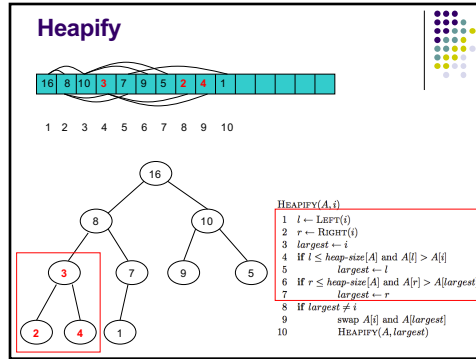 Heapify
16 8 10 3 7 9 5 2 4 1
1 2 3 4 5 6 7 8 9 10
16
8 10
3 7 9 5
2 4 1
HEAPIFY(A, i)
1 l ← LEFT(i)
2 r ← RIGHT(i)
3 largest ← i
4 if l ≤ heap-size[A] and A[l] > A[i]
5 largest ← l
6 if r ≤ heap-size[A] and A[r] > A[largest
7 largest ← r
8 if largest ≠ i
9 swap A[i] and A[largest]
10 HEAPIFY(A, largest)